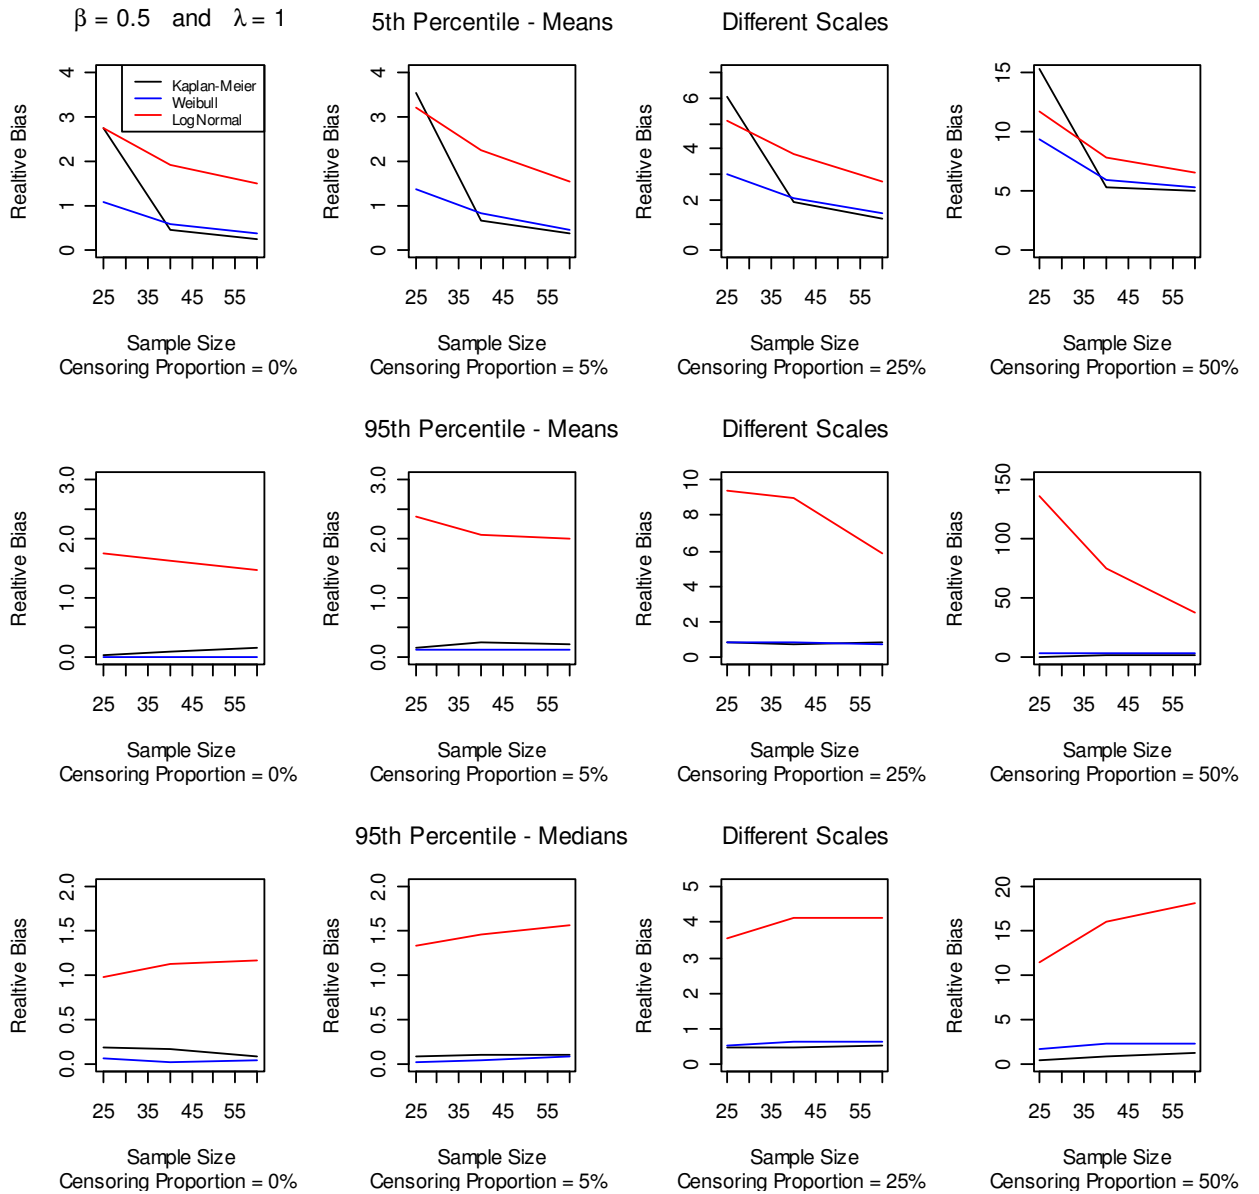 β = 0.5 and λ = 1
5th Percentile - Means
Different Scales
Realtive Bias
0 1 2 3 4
Kaplan-Meier
Weibull
LogNormal
25 35 45 55
Sample Size
Censoring Proportion = 0%
Realtive Bias
0 1 2 3 4
25 35 45 55
Sample Size
Censoring Proportion = 5%
Realtive Bias
0 2 4 6
25 35 45 55
Sample Size
Censoring Proportion = 25%
Realtive Bias
0 5 10 15
25 35 45 55
Sample Size
Censoring Proportion = 50%
95th Percentile - Means
Different Scales
Realtive Bias
0.0 1.0 2.0 3.0
25 35 45 55
Sample Size
Censoring Proportion = 0%
Realtive Bias
0.0 1.0 2.0 3.0
25 35 45 55
Sample Size
Censoring Proportion = 5%
Realtive Bias
0 2 4 6 8 10
25 35 45 55
Sample Size
Censoring Proportion = 25%
Realtive Bias
0 50 100 150
25 35 45 55
Sample Size
Censoring Proportion = 50%
95th Percentile - Medians
Different Scales
Realtive Bias
0.0 0.5 1.0 1.5 2.0
25 35 45 55
Sample Size
Censoring Proportion = 0%
Realtive Bias
0.0 0.5 1.0 1.5 2.0
25 35 45 55
Sample Size
Censoring Proportion = 5%
Realtive Bias
0 1 2 3 4 5
25 35 45 55
Sample Size
Censoring Proportion = 25%
Realtive Bias
0 5 10 15 20
25 35 45 55
Sample Size
Censoring Proportion = 50%